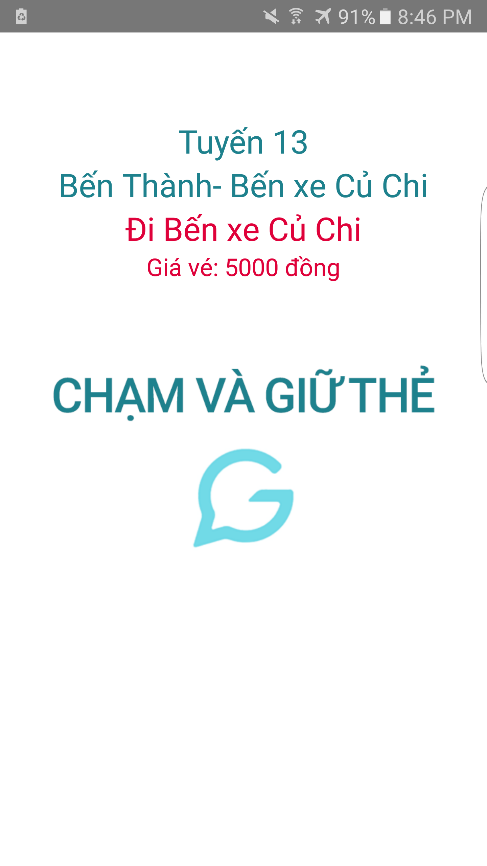 91% 8:46 PM
Tuyến 13
Bến Thành- Bến xe Củ Chi
Đi Bến xe Củ Chi
Giá vé: 5000 đồng
CHẠM VÀ GIỮ THẺ